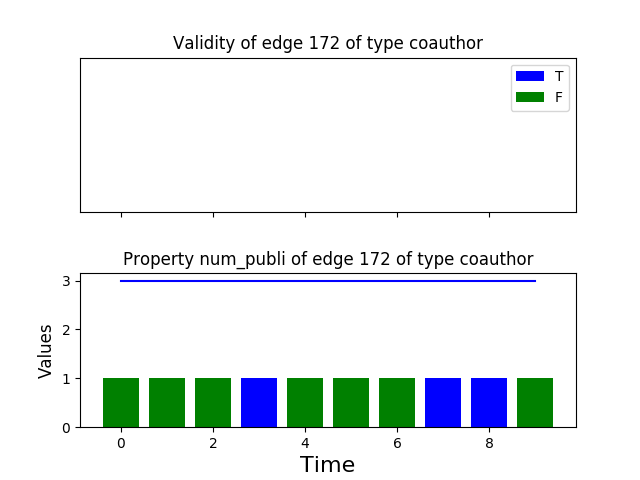 Validity of edge 172 of type coauthor
T
F
Property num_publi of edge 172 of type coauthor
3
2
1
0
Values
0 2 4 6 8
Time